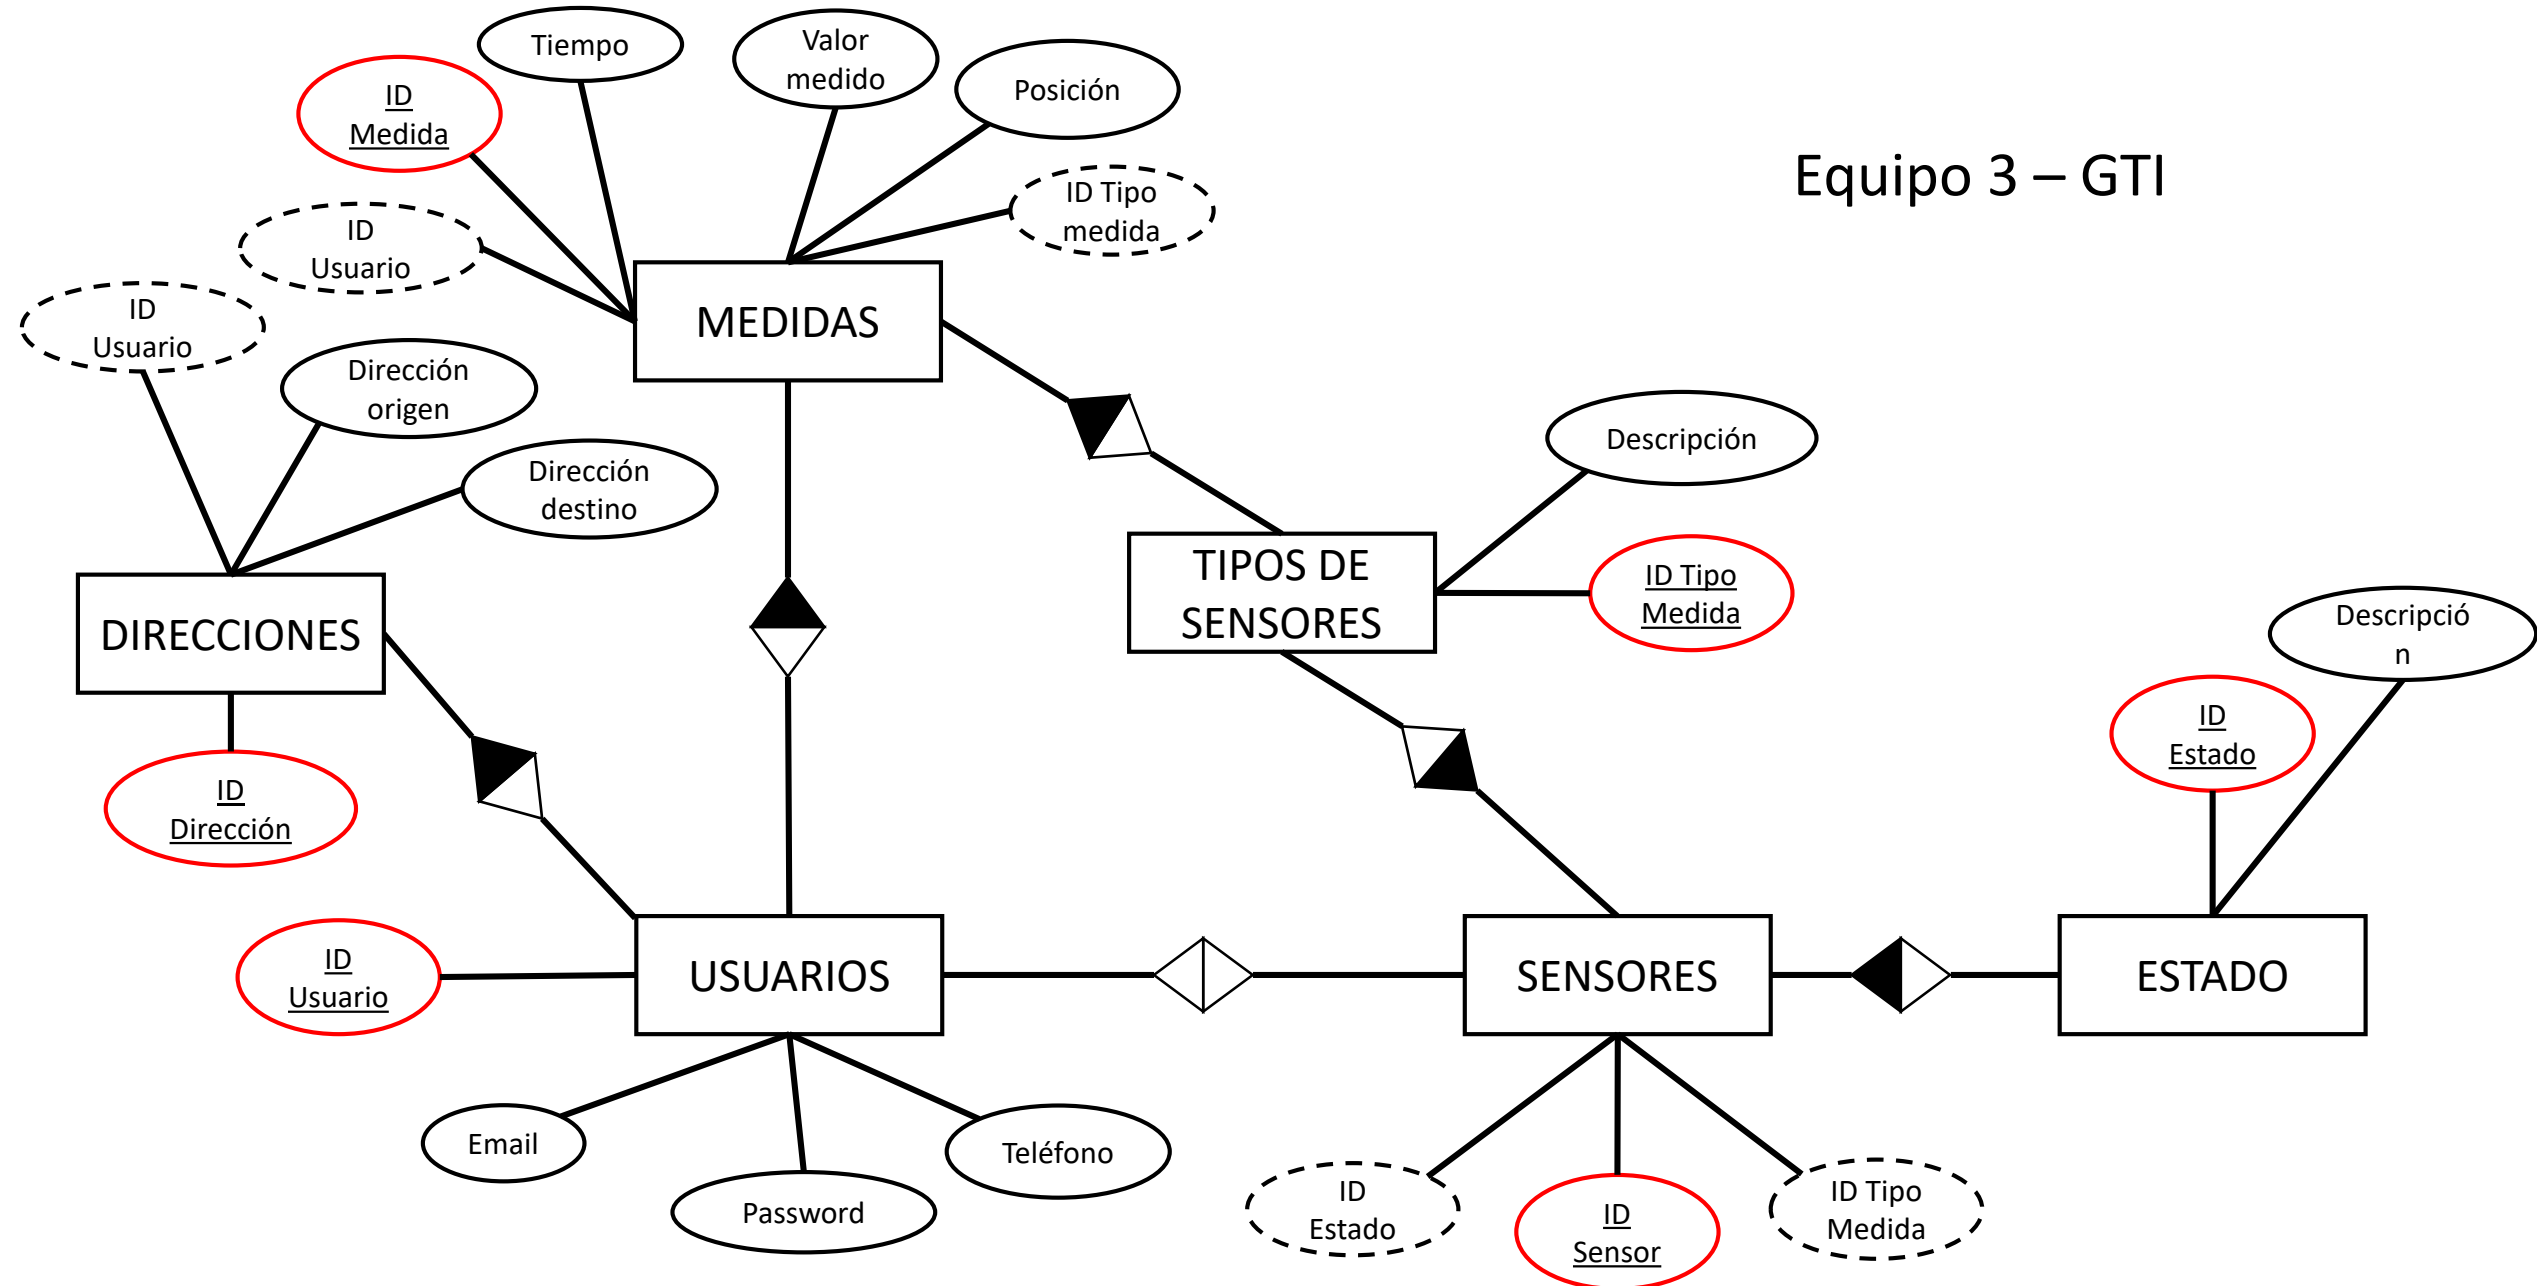 Tiempo
Valor
medido
Posición
ID
Medida
ID Tipo
medida
Equipo 3 – GTI
ID
Usuario
ID
Usuario
MEDIDAS
Dirección
origen
Dirección
destino
Descripción
TIPOS DE
SENSORES
ID Tipo
Medida
DIRECCIONES
Descripció
n
ID
Estado
ID
Dirección
ID
Usuario
USUARIOS
SENSORES
ESTADO
Email
Password
Teléfono
ID
Estado
ID
Sensor
ID Tipo
Medida